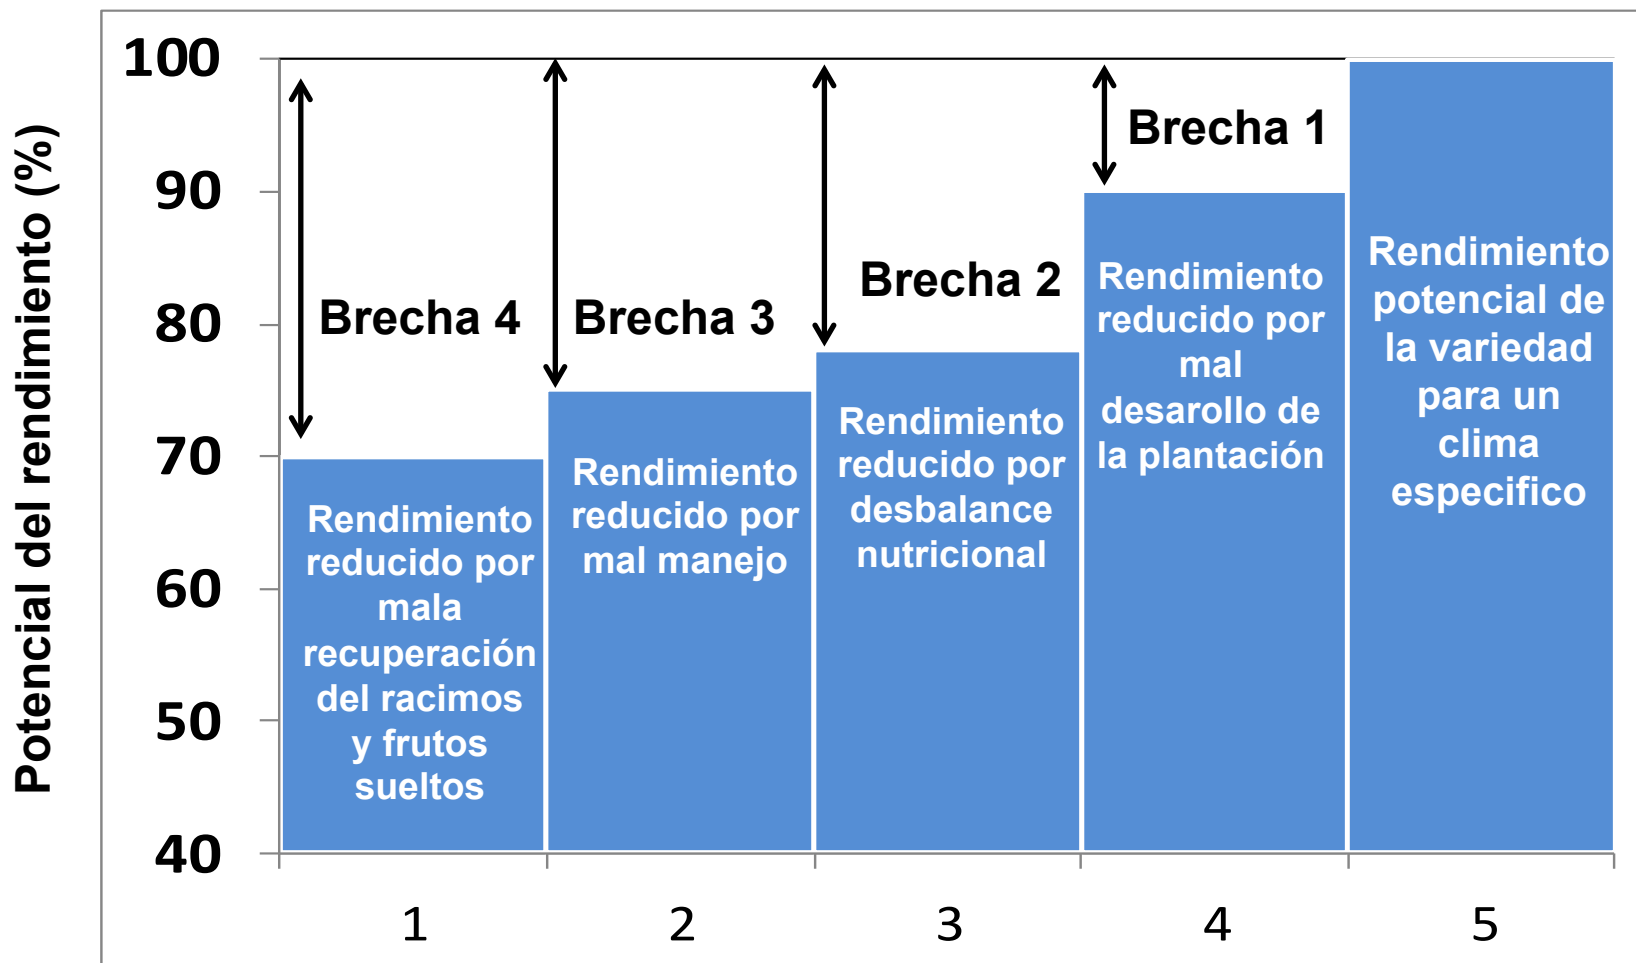 Potencial del rendimiento (%)
100
90
80
70
60
50
40
Brecha 4
Brecha 3
Brecha 2
Brecha 1
Rendimiento
reducido por
mala
recuperación
del racimos
y frutos
sueltos
Rendimiento
reducido por
mal manejo
Rendimiento
reducido por
desbalance
nutricional
Rendimiento
reducido por
mal
desarollo de
la plantación
Rendimiento
potencial de
la variedad
para un
clima
especifico
1
2
3
4
5